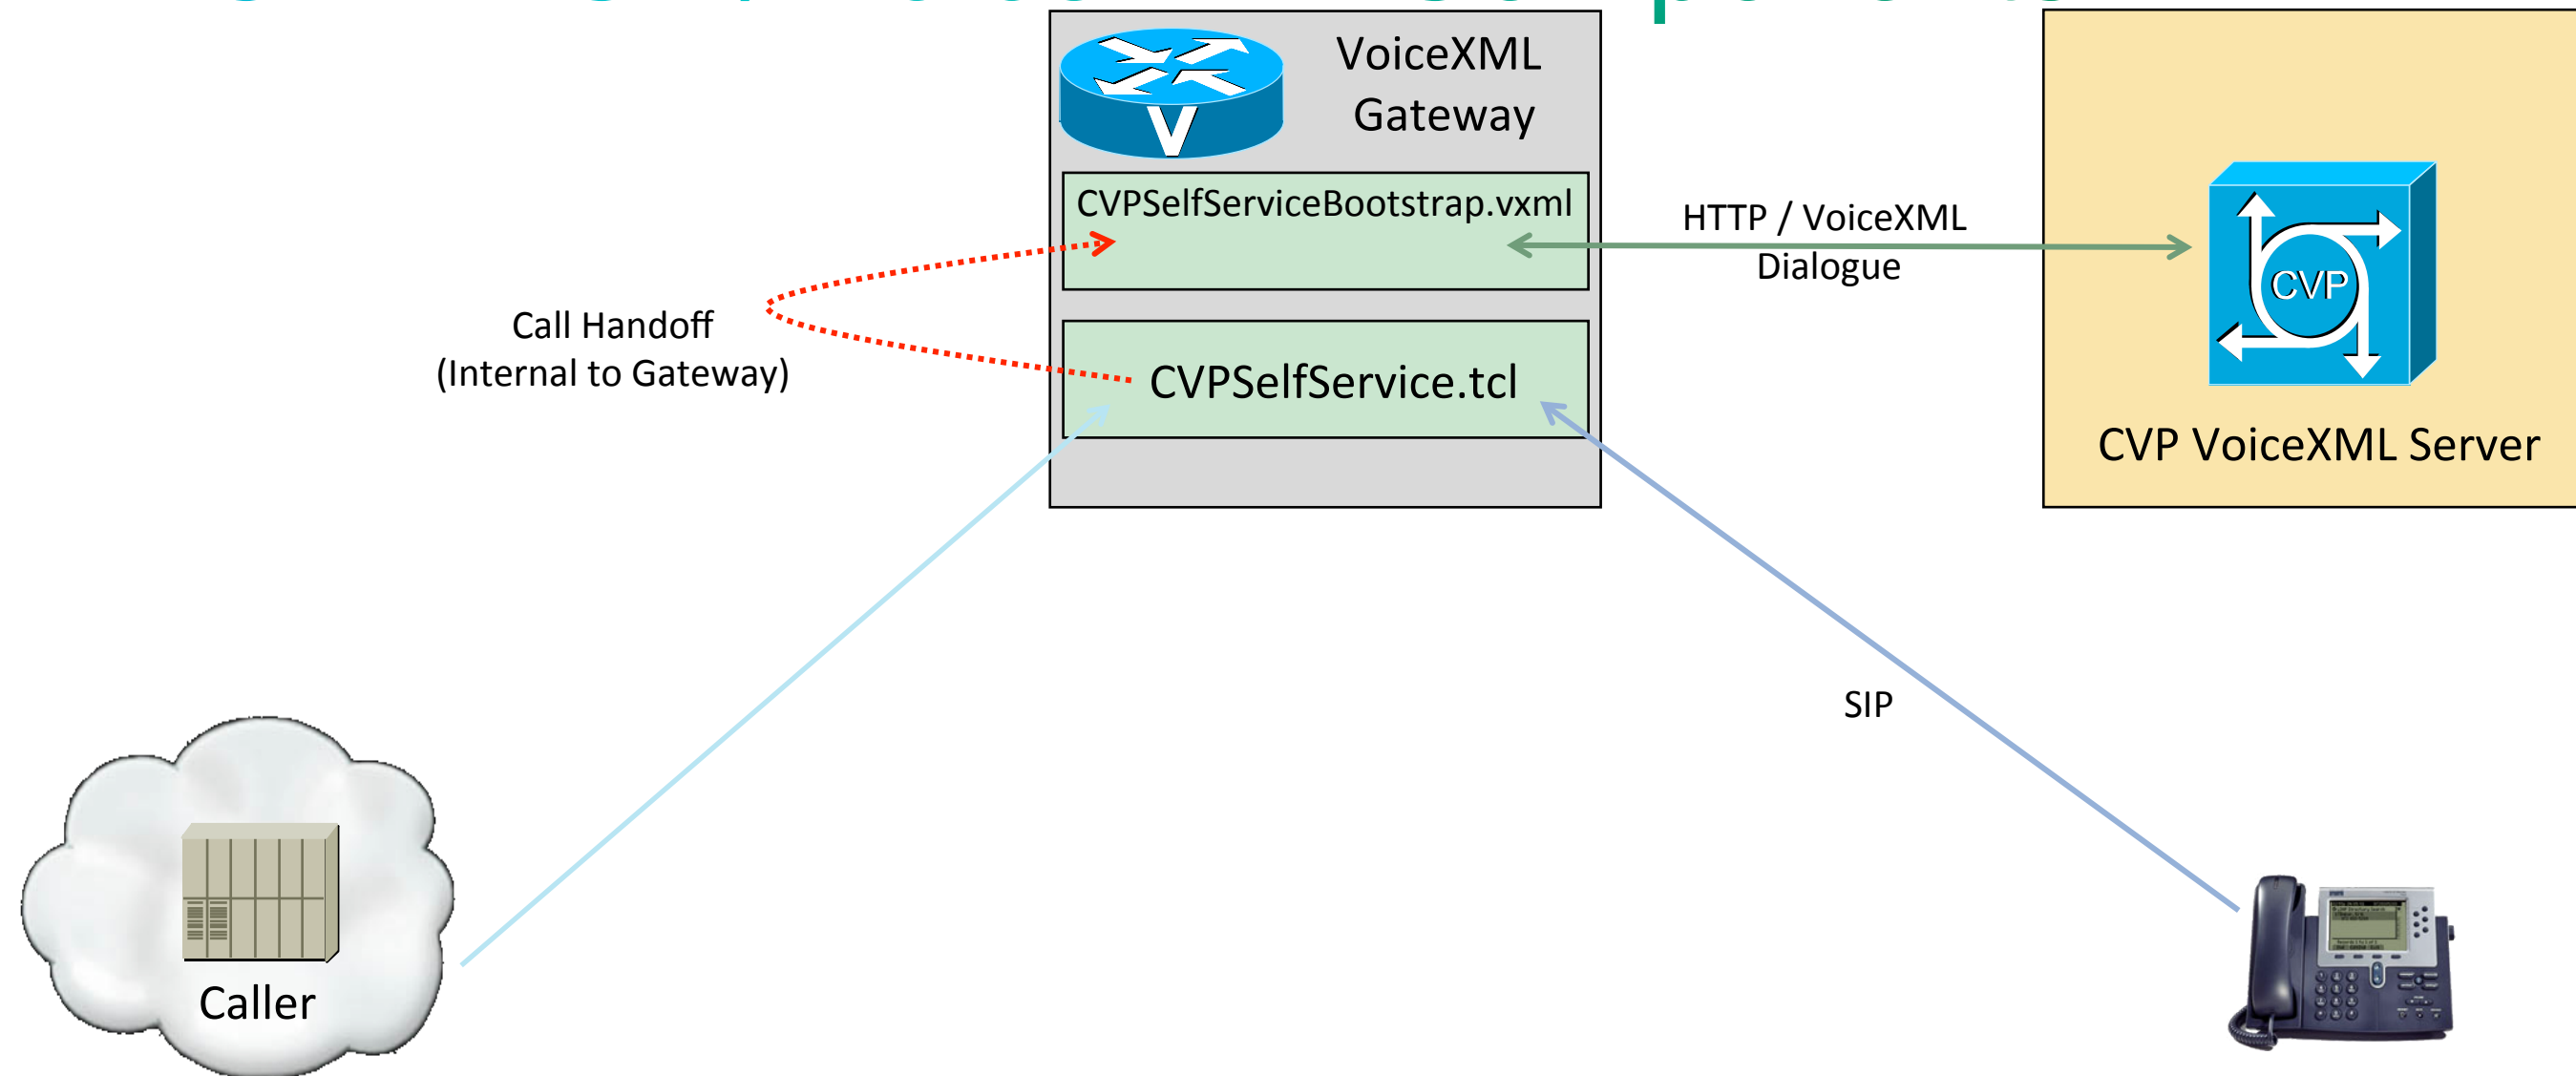 VoiceXML
Gateway
CVPSelfServiceBootstrap.vxml
HTTP / VoiceXML
Dialogue
CVP
Call Handoff
(Internal to Gateway)
CVPSelfService.tcl
CVP VoiceXML Server
SIP
Caller
V